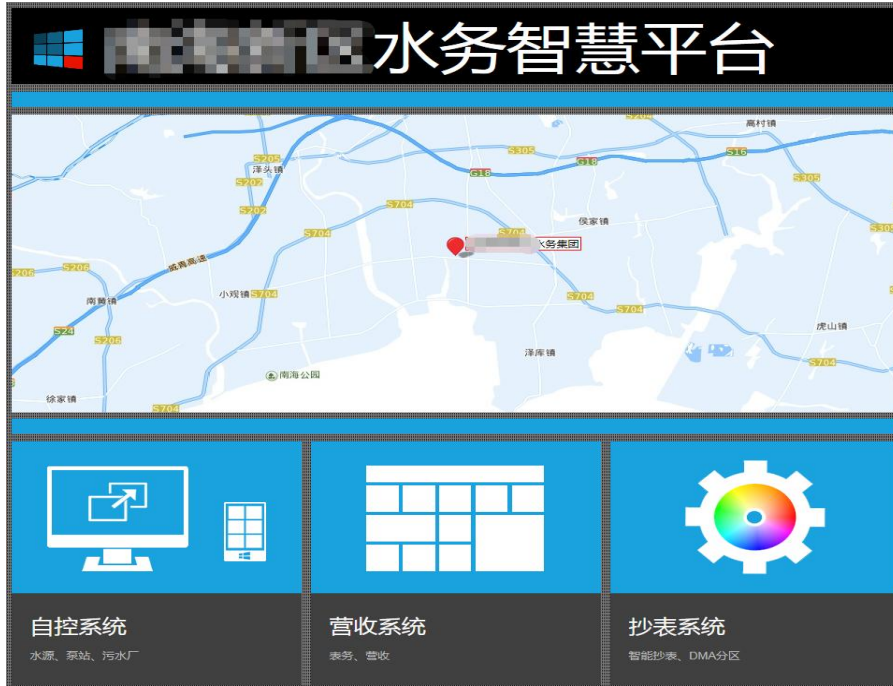 水务智慧平台
S204
高村镇
S205
泽头镇
S305
G18
G18
S16
S202
S305
S202
S704
侯家镇
S704
S704
S305
水务集团
威青高速
S206
S206
小观镇
S704
S704
南黄镇
S704
S24
S206
虎山镇
泽库镇
S704
南海公园
徐家镇
S704
自控系统
营收系统
抄表系统
水源、泵站、污水厂
表务、营收
智能抄表、DMA分区